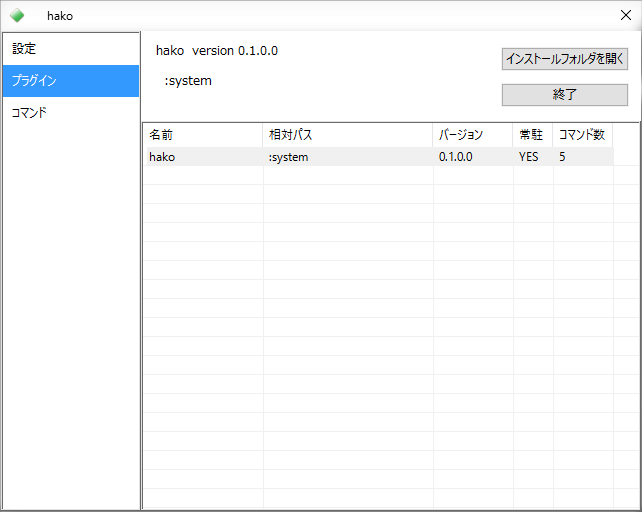 hako
設定
プラグイン
コマンド
hako version 0.1.0.0
:system
インストールフォルダを開く
終了
名前 相対パス バージョン 常駐 コマンド数
hako :system 0.1.0.0 YES 5